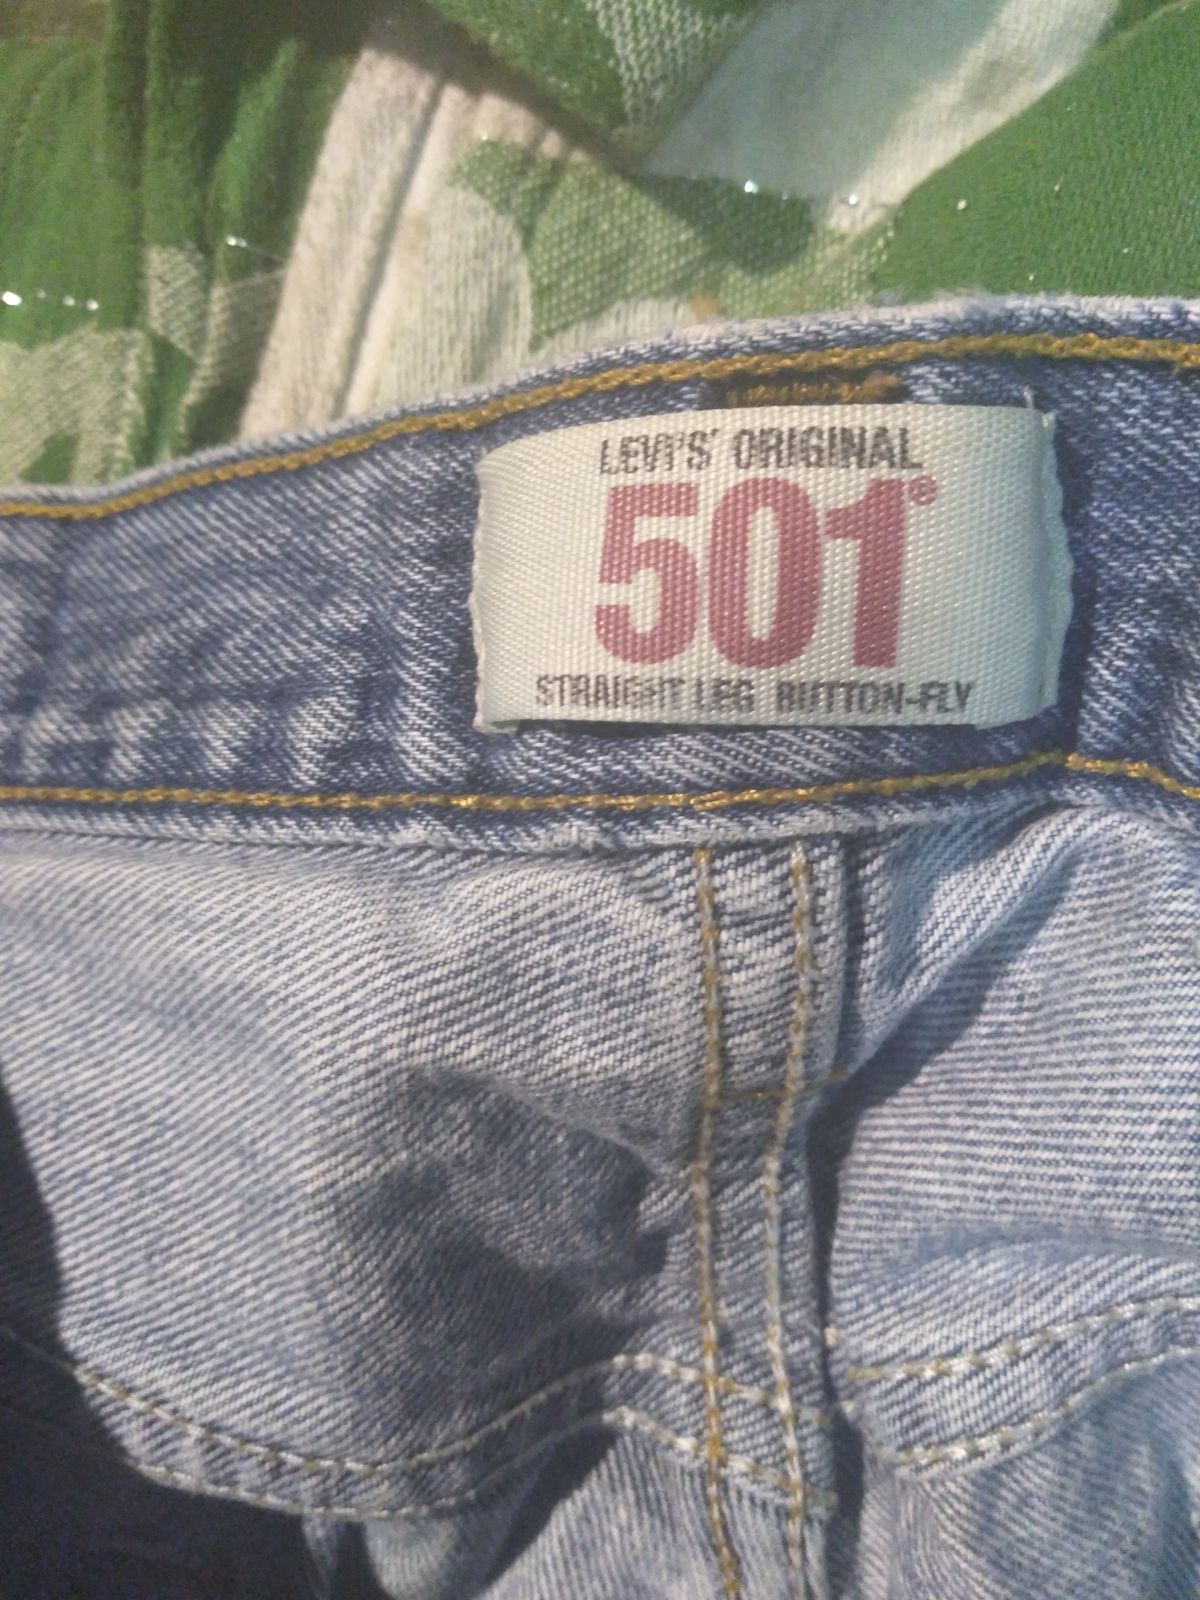 LEVI'S' ORIGINAL
501®
STRAIGHT LEG BUTTON-FLY